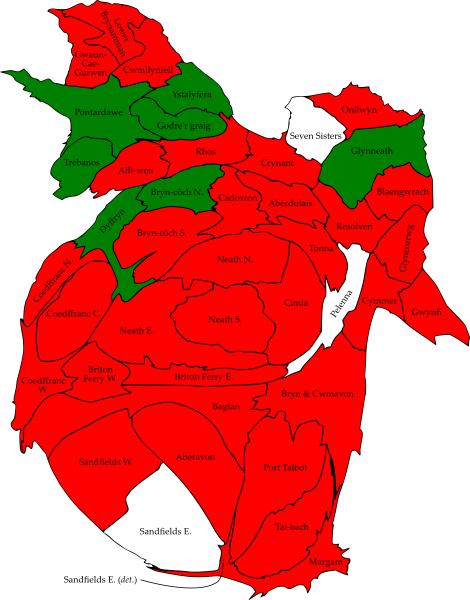 Lower
Brynamman
Gwaun-
Cae-
Gurwen
Cwmllynfell
Ystalyfera
Pontardawe
Godre'r graig
Onllwyn
Seven Sisters
Glynneath
Trebanos
Allt-wen
Rhos
Crynant
Blaengwrach
Bryn-côch N.
Cadoxton
Aberdulais
Dyffryn
Bryn-côch S.
Resolven
Glyncorrwg
Tonna
Coedffranc N.
Neath N.
Pelenna
Cimla
Cymmer
Gwynfi
Coedffranc C.
Neath E.
Neath S.
Briton
Ferry W.
Briton Ferry E.
Coedffranc
W.
Bryn & Cwmavon
Baglan
Sandfields W.
Aberavon
Port Talbot
Sandfields E.
Tai-bach
Margam
Sandfields E. (det.)